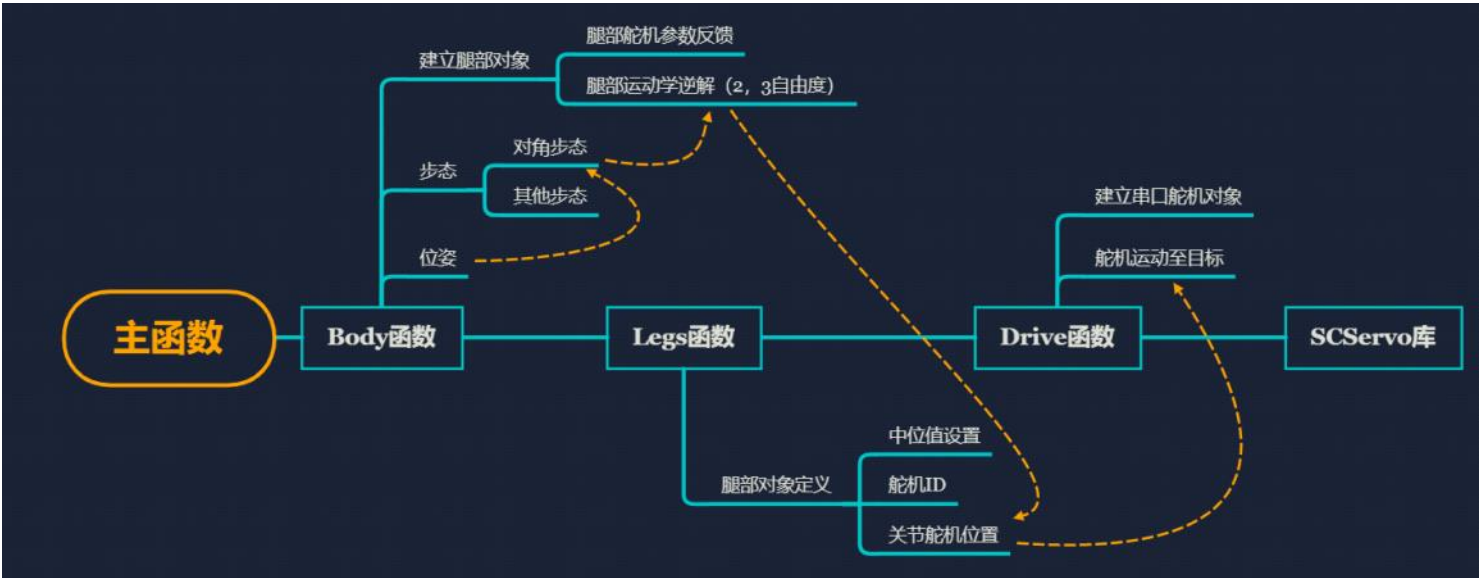 腿部舵机参数反馈
建立腿部对象
腿部运动学逆解（2，3自由度）
对角步态
步态
其他步态
建立串口舵机对象
位姿
舵机运动至目标
主函数
Body函数
Legs函数
Drive函数
SCServo库
中位值设置
腿部对象定义
舵机ID
关节舵机位置